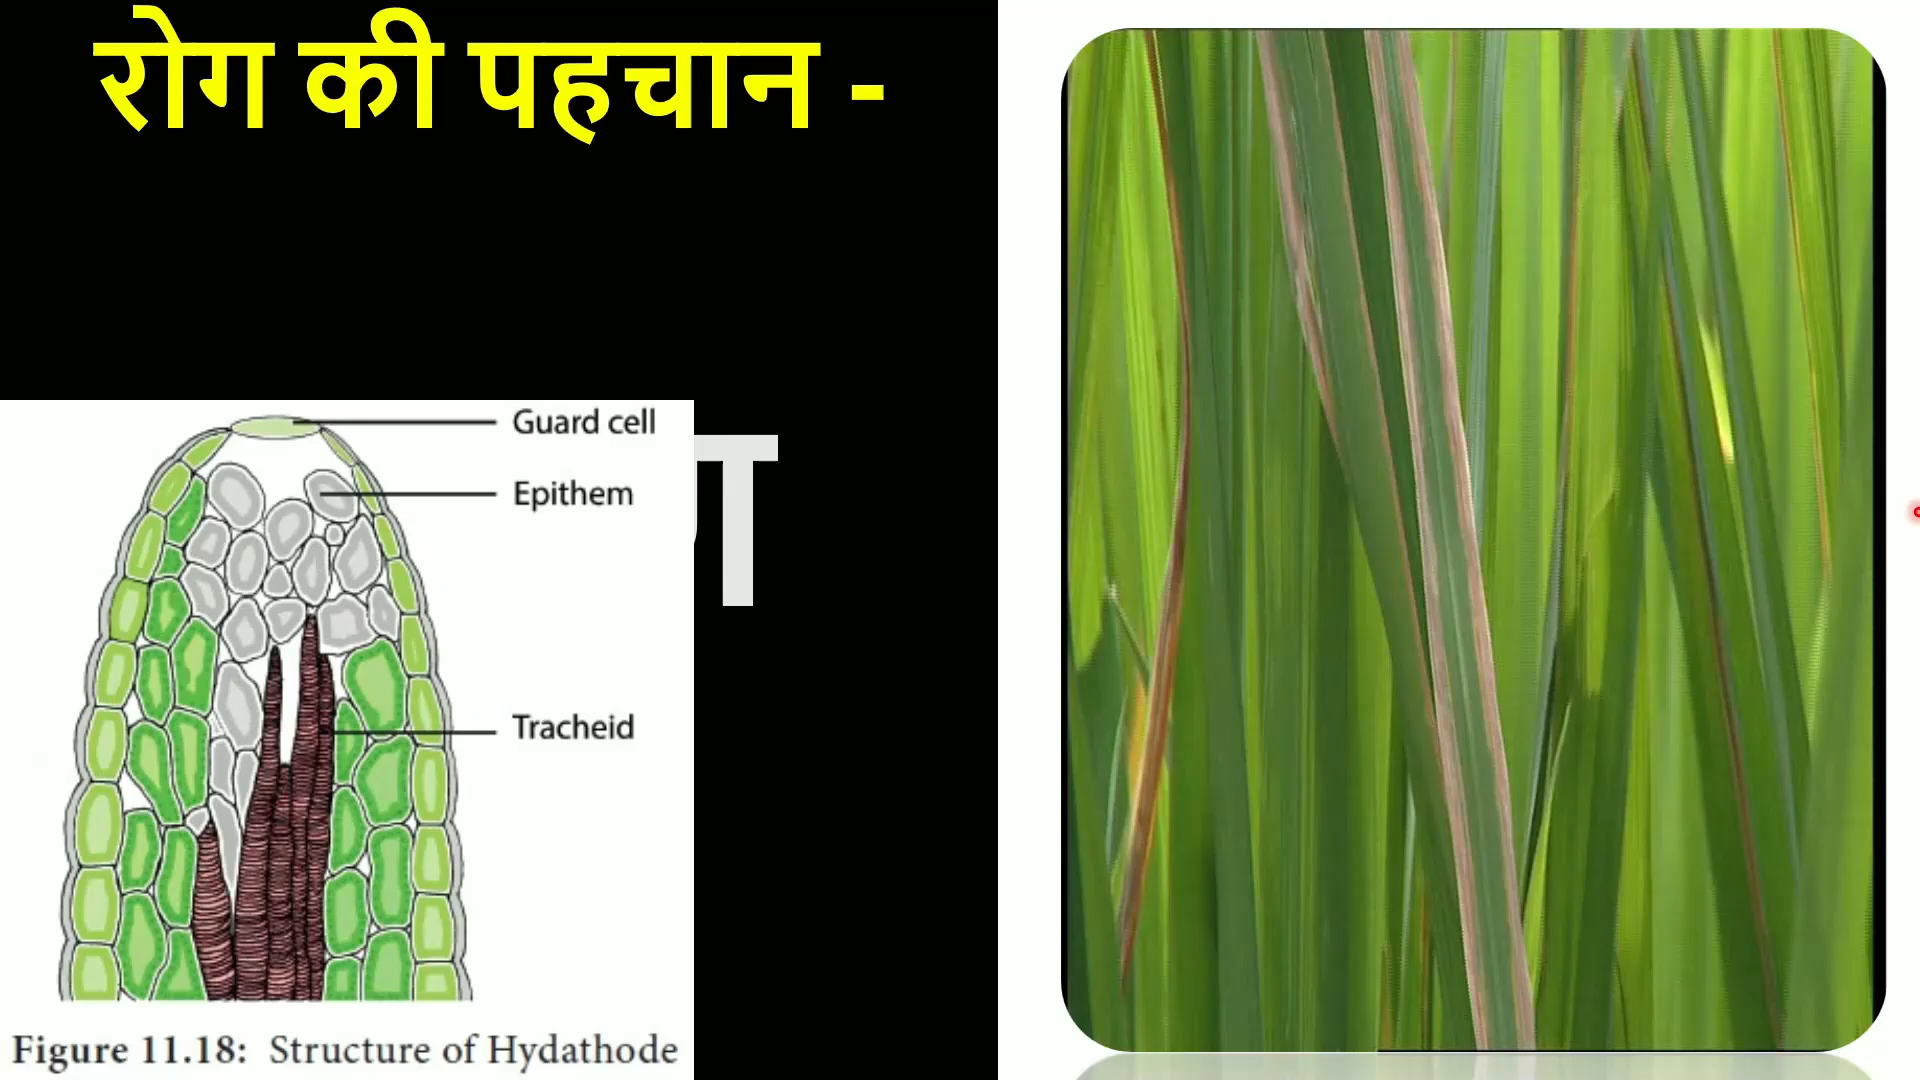 रोग की पहचान -
Guard cell
Epithem
Tracheid
Figure 11.18: Structure of Hydathode